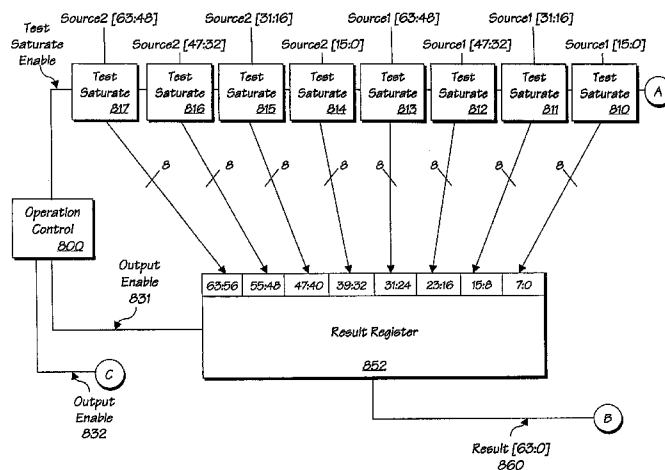 Test
Saturate
Enable
Source2 [63:48]
Source2 [47:32]
Source2 [31:16]
Source2 [15:0]
Source1 [63:48]
Source1 [47:32]
Source1 [31:16]
Source1 [15:0]
Test
Saturate
817
Test
Saturate
816
Test
Saturate
815
Test
Saturate
814
Test
Saturate
813
Test
Saturate
812
Test
Saturate
811
Test
Saturate
810
A
8 8 8 8 8 8 8 8
Operation
Control
800
Output
Enable
831
63:56 55:48 47:40 39:32 31:24 23:16 15:8 7:0
Result Register
852
C
Output
Enable
832
B
Result [63:0]
860